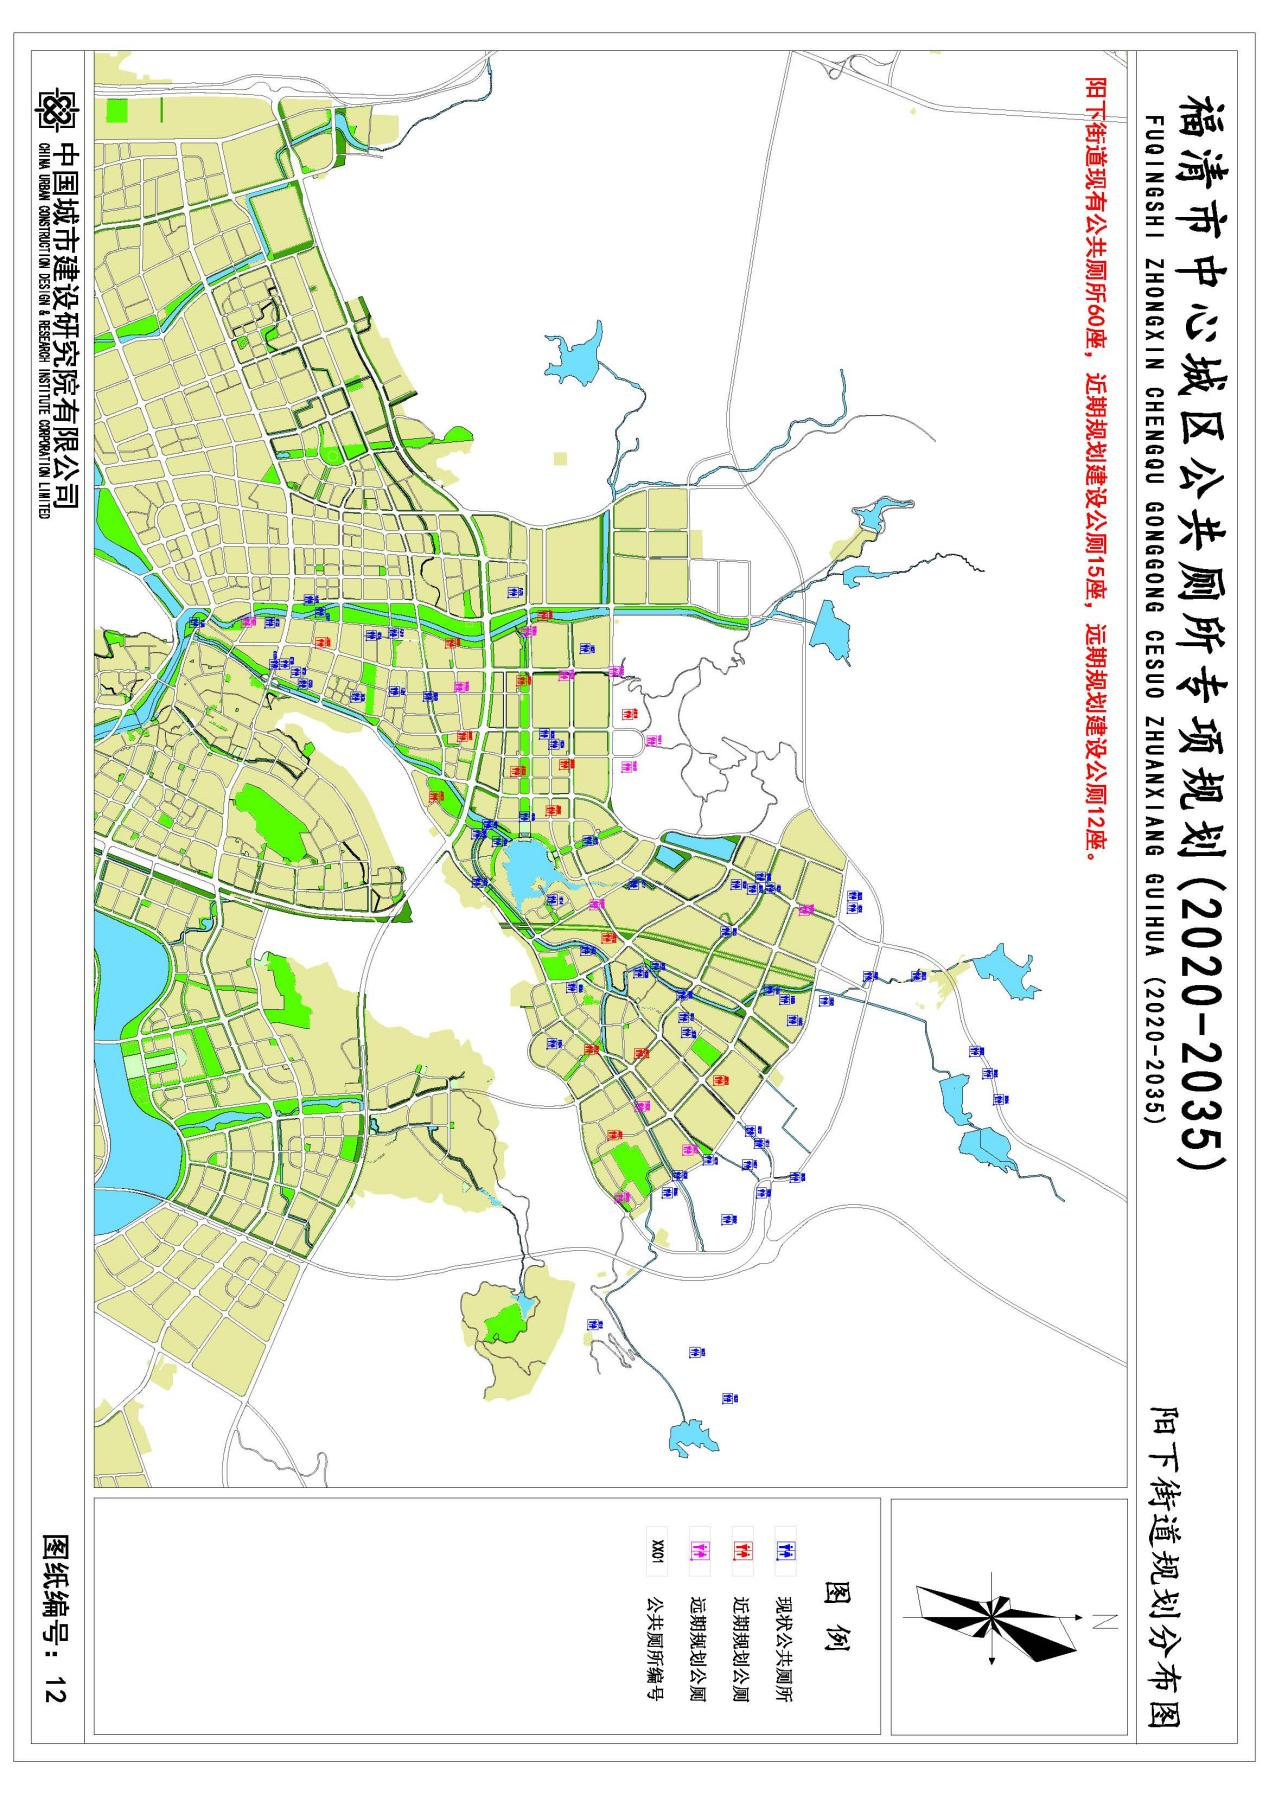 福清市中心城区公共厕所专项规划(2020-2035)
FUQINGSHI ZHONGXIN CHENGQU GONGGONG CESUO ZHUANXIANG GUIHUA (2020-2035)
阳下街道规划分布图
阳下街道现有公共厕所60座，近期规划建设公厕15座，远期规划建设公厕12座。
N
图例
现状公共厕所
近期规划公厕
远期规划公厕
XX01 公共厕所编号
中国城市建设研究院有限公司
CHINA URBAN CONSTRUCTION DESIGN & RESEARCH INSTITUTE CORPORATION LIMITED
图纸编号：12